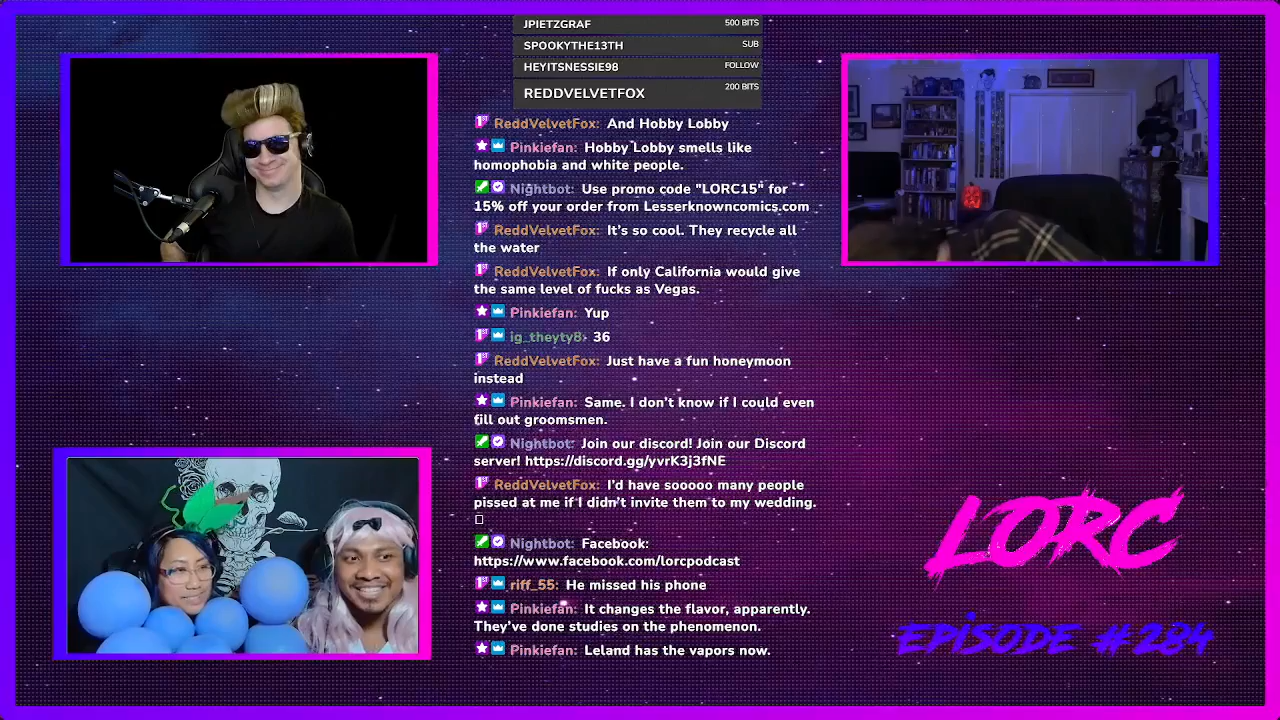 JPIETZGRAF 500 BITS
SPOOKYTHE13TH SUB
HEYITSNESSIE98 FOLLOW
REDDVELVETFOX 200 BITS
ReddVelvetFox: And Hobby Lobby
Pinkiefan: Hobby Lobby smells like
homophobia and white people.
Nightbot: Use promo code "LORC15" for
15% off your order from Lesserknowncomics.com
ReddVelvetFox: It's so cool. They recycle all
the water
ReddVelvetFox: If only California would give
the same level of fucks as Vegas.
Pinkiefan: Yup
ig_theyty8: 36
ReddVelvetFox: Just have a fun honeymoon
instead
Pinkiefan: Same. I don't know if I could even
fill out groomsmen.
Nightbot: Join our discord! Join our Discord
server! https://discord.gg/yvrK3j3fNE
ReddVelvetFox: I'd have sooooo many people
pissed at me if I didn't invite them to my wedding.
Nightbot: Facebook:
https://www.facebook.com/lorcpodcast
riff_55: He missed his phone
Pinkiefan: It changes the flavor, apparently.
They've done studies on the phenomenon.
Pinkiefan: Leland has the vapors now.
LORC
EPISODE #284